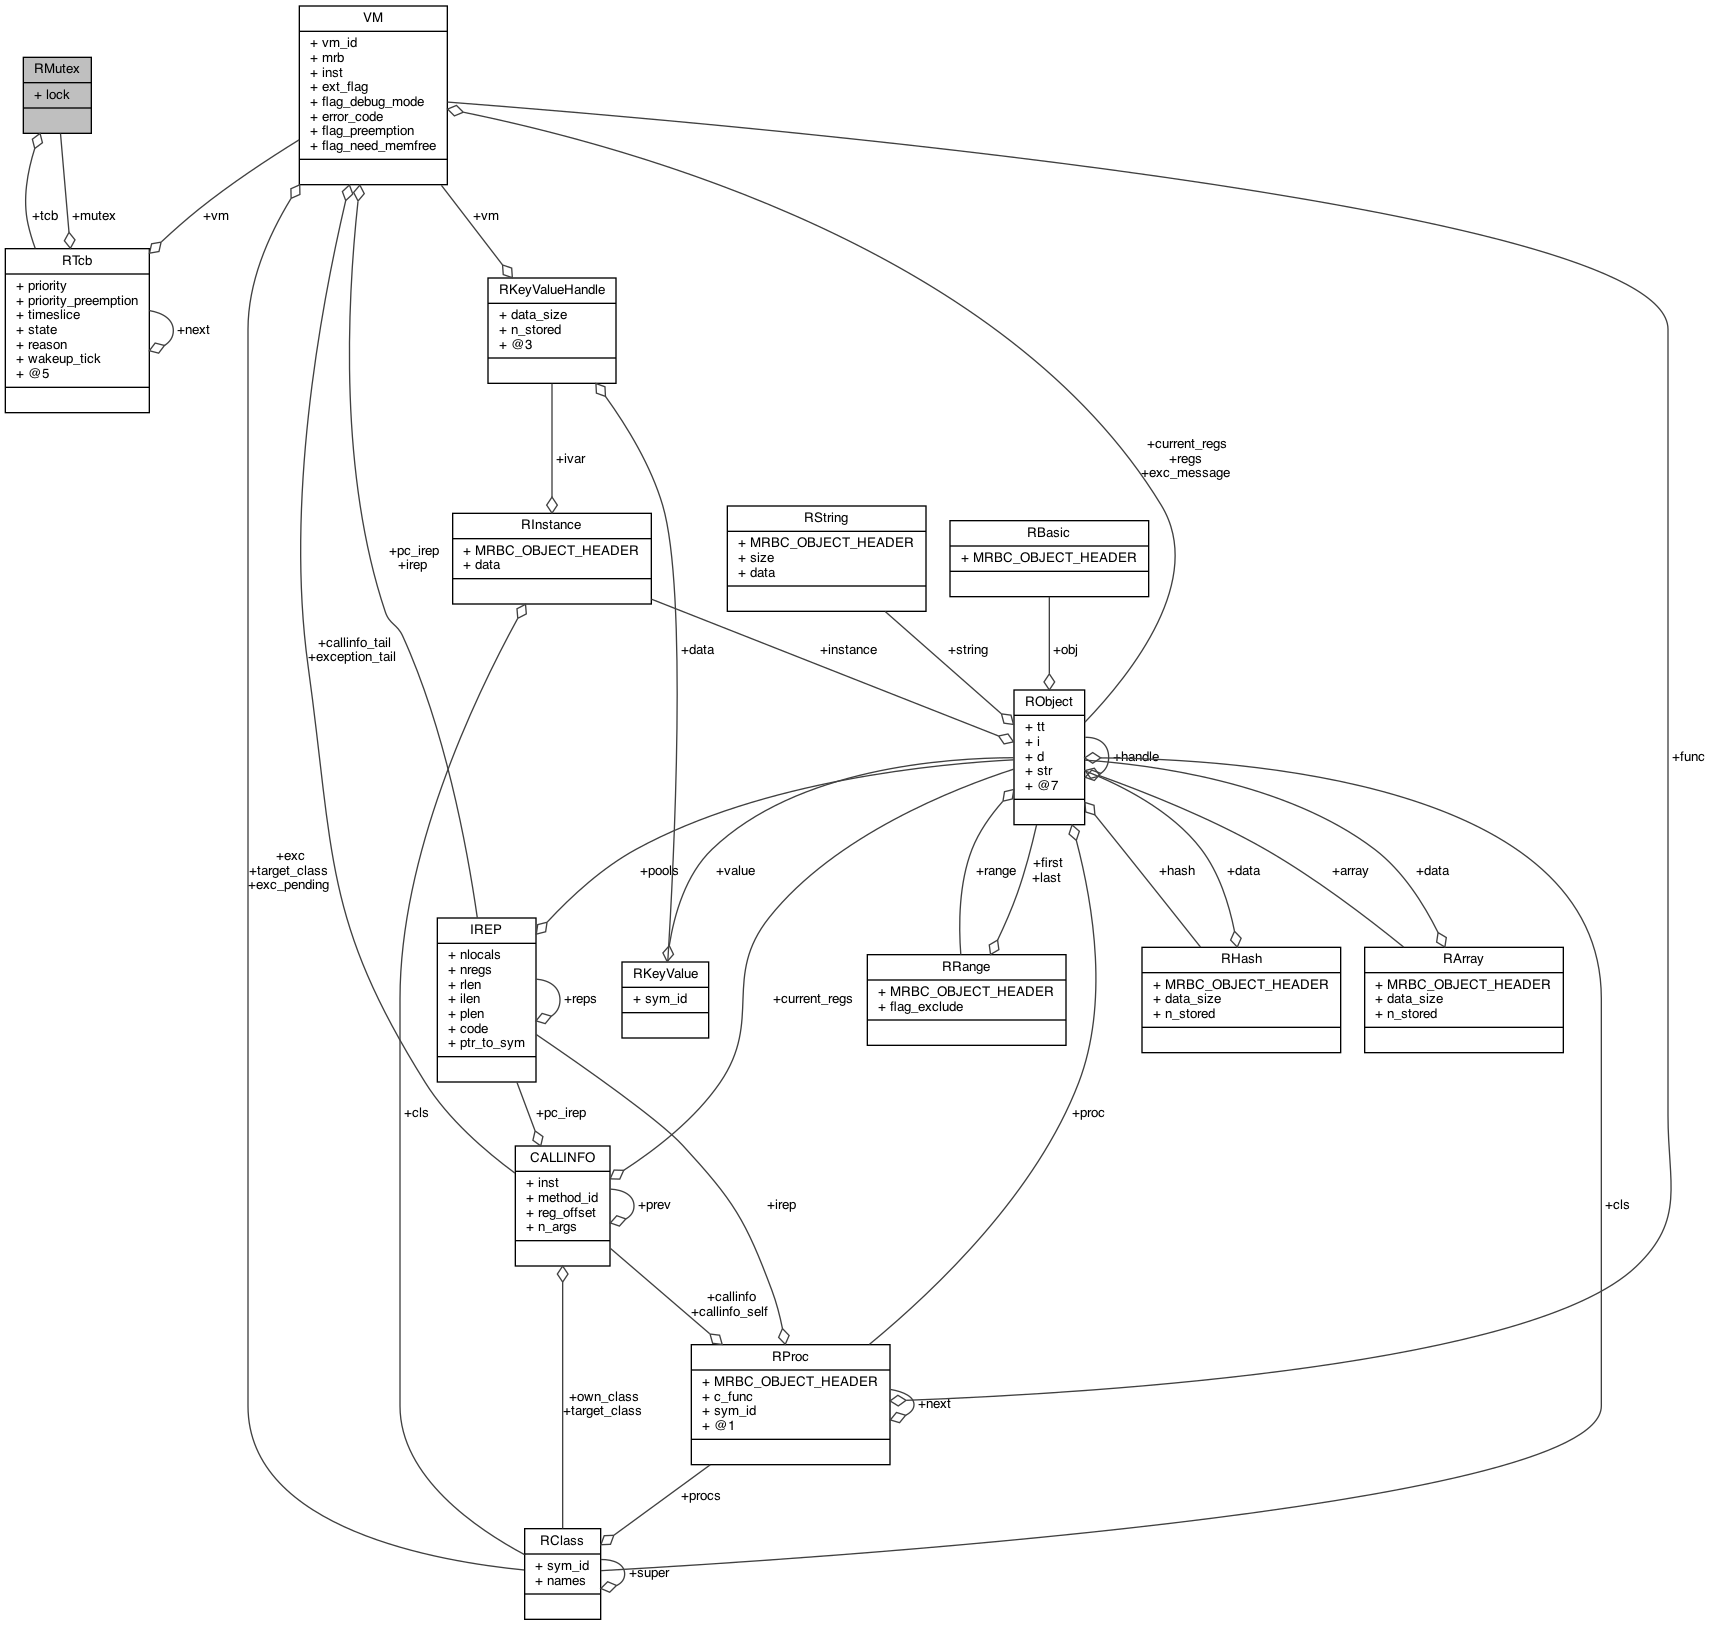 VM
+ vm_id
+ mrb
+ inst
+ ext_flag
+ flag_debug_mode
+ error_code
+ flag_preemption
+ flag_need_memfree
RMutex
+ lock
+tcb
+mutex
+vm
+vm
RTcb
+ priority
+ priority_preemption
+ timeslice
+ state
+ reason
+ wakeup_tick
+ @5
+next
RKeyValueHandle
+ data_size
+ n_stored
+ @3
+ivar
+current_regs
+regs
+exc_message
RInstance
+ MRBC_OBJECT_HEADER
+ data
RString
+ MRBC_OBJECT_HEADER
+ size
+ data
RBasic
+ MRBC_OBJECT_HEADER
+pc_irep
+irep
+callinfo_tail
+exception_tail
+data
+instance
+string
+obj
RObject
+ tt
+ i
+ d
+ str
+ @7
+handle
+func
+exc
+target_class
+exc_pending
+pools
+value
+range
+first
+last
+hash
+data
+array
+data
IREP
+ nlocals
+ nregs
+ rlen
+ ilen
+ plen
+ code
+ ptr_to_sym
+reps
RKeyValue
+ sym_id
+current_regs
RRange
+ MRBC_OBJECT_HEADER
+ flag_exclude
RHash
+ MRBC_OBJECT_HEADER
+ data_size
+ n_stored
RArray
+ MRBC_OBJECT_HEADER
+ data_size
+ n_stored
+cls
+pc_irep
+proc
CALLINFO
+ inst
+ method_id
+ reg_offset
+ n_args
+prev
+irep
+cls
+callinfo
+callinfo_self
RProc
+ MRBC_OBJECT_HEADER
+ c_func
+ sym_id
+ @1
+next
+own_class
+target_class
+procs
RClass
+ sym_id
+ names
+super